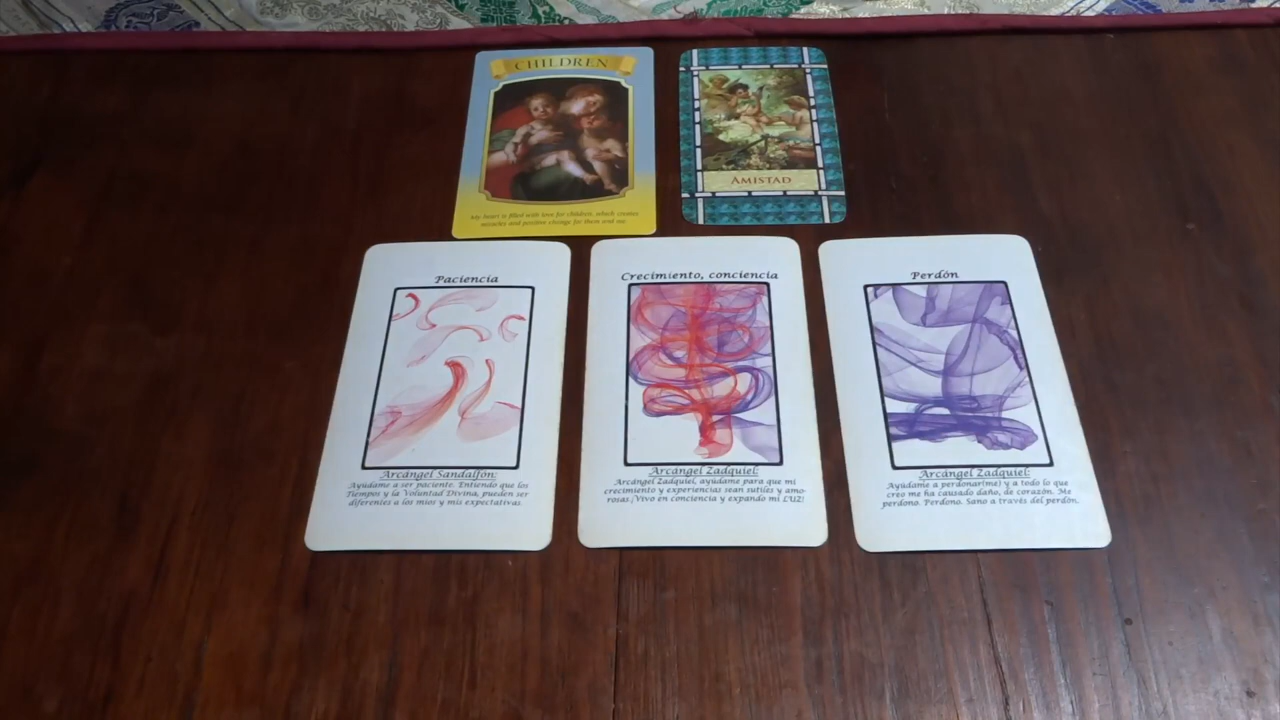 CHILDREN
My heart is filled with love for children, which creates
miracles and positive change for them and me.
AMISTAD
Paciencia
Arcángel Sandalfón:
Ayúdame a ser paciente. Entiendo que los
Tiempos y la Voluntad Divina, pueden ser
diferentes a los míos y mis expectativas.
Crecimiento, conciencia
Arcángel Zadquiel:
Arcángel Zadquiel, ayúdame para que mi
crecimiento y experiencias sean sutiles y amo-
rosas ¡Vivo en conciencia y expando mi LUZ!
Perdón
Arcángel Zadquiel:
Ayúdame a perdonar(me) y a todo lo que
creo me ha causado daño, de corazón. Me
perdono. Perdono. Sano a través del perdón.